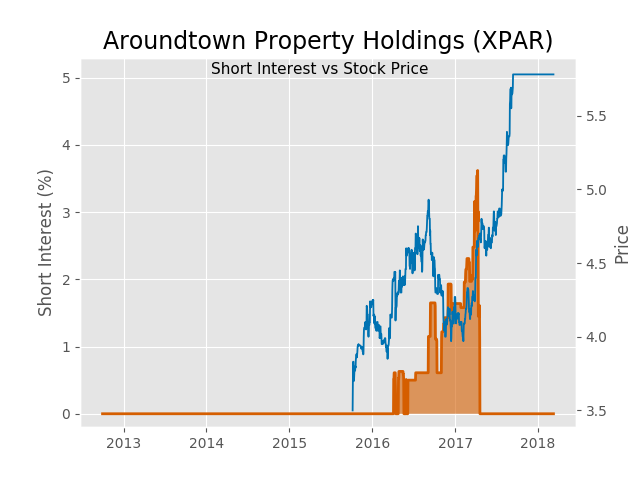 Aroundtown Property Holdings (XPAR)
Short Interest vs Stock Price
Short Interest (%)
5
4
3
2
1
0
5.5
5.0
4.5
4.0
3.5
Price
2013 2014 2015 2016 2017 2018